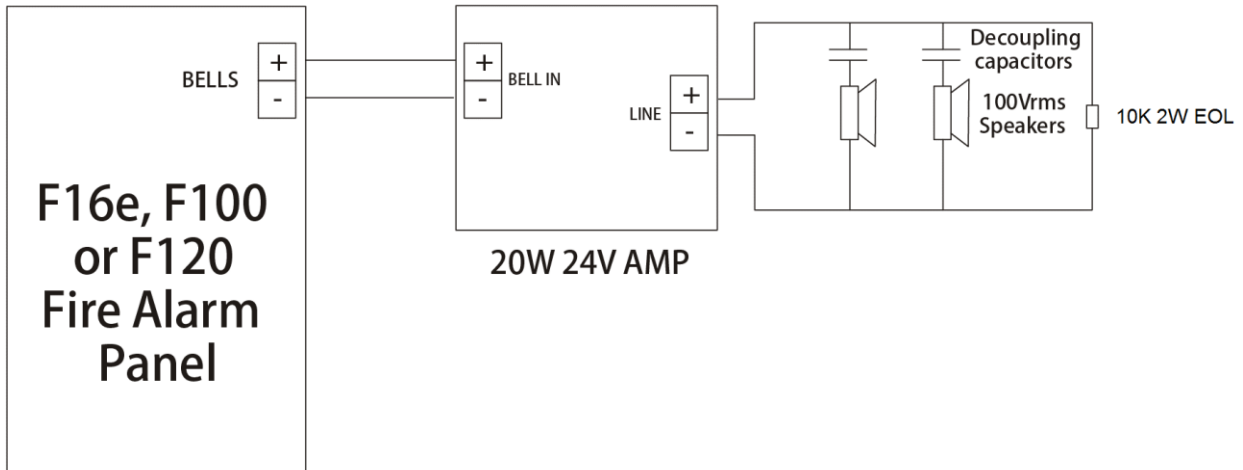 BELLS
+
-
F16e, F100
or F120
Fire Alarm
Panel
+
-
BELL IN
LINE
+
-
20W 24V AMP
Decoupling
capacitors
100Vrms
Speakers
10K 2W EOL